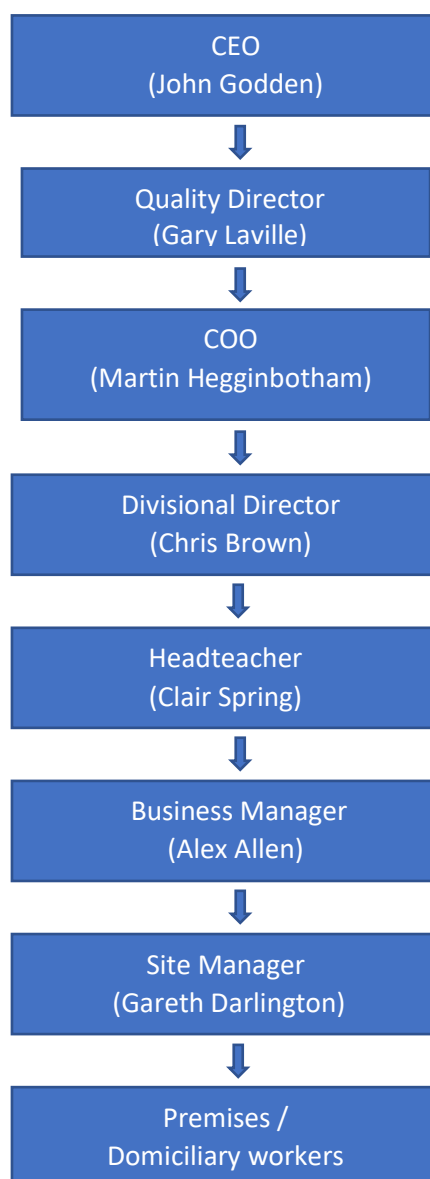 CEO
(John Godden)
Quality Director
(Gary Laville)
COO
(Martin Hegginbotham)
Divisional Director
(Chris Brown)
Headteacher
(Clair Spring)
Business Manager
(Alex Allen)
Site Manager
(Gareth Darlington)
Premises /
Domiciliary workers